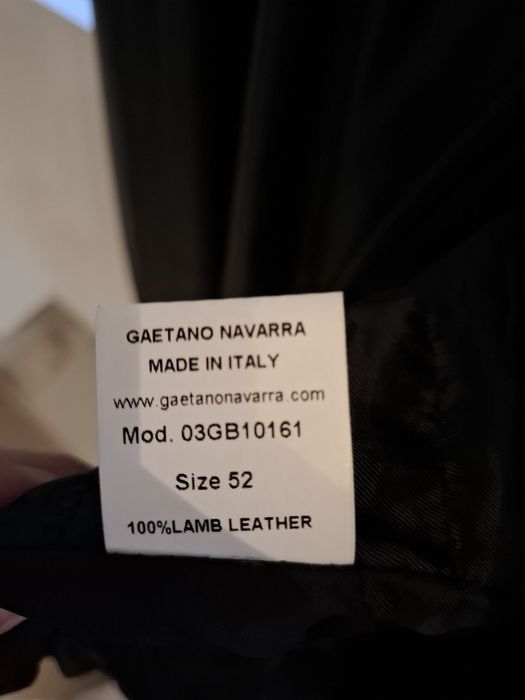 GAETANO NAVARRA
MADE IN ITALY
www.gaetanonavarra.com
Mod. 03GB10161
Size 52
100%LAMB LEATHER